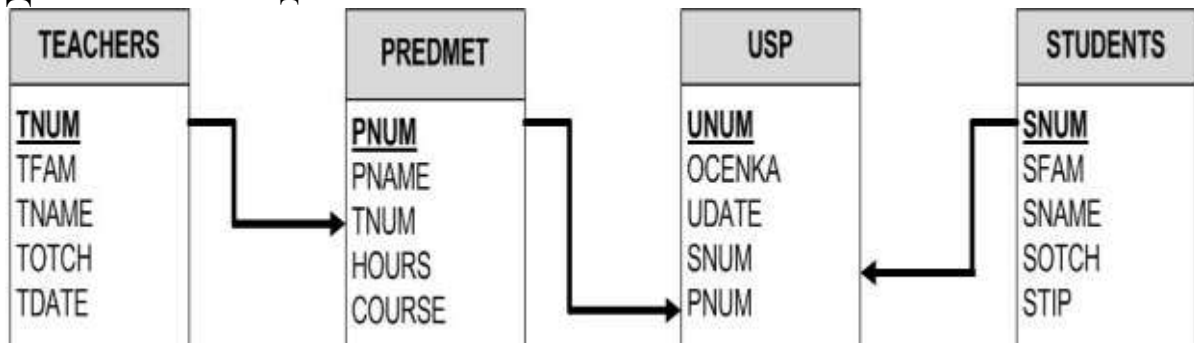 TEACHERS
TNUM
TFAM
TNAME
TOTCH
TDATE
PREDMET
PNUM
PNAME
TNUM
HOURS
COURSE
USP
UNUM
OCENKA
UDATE
SNUM
PNUM
STUDENTS
SNUM
SFAM
SNAME
SOTCH
STIP